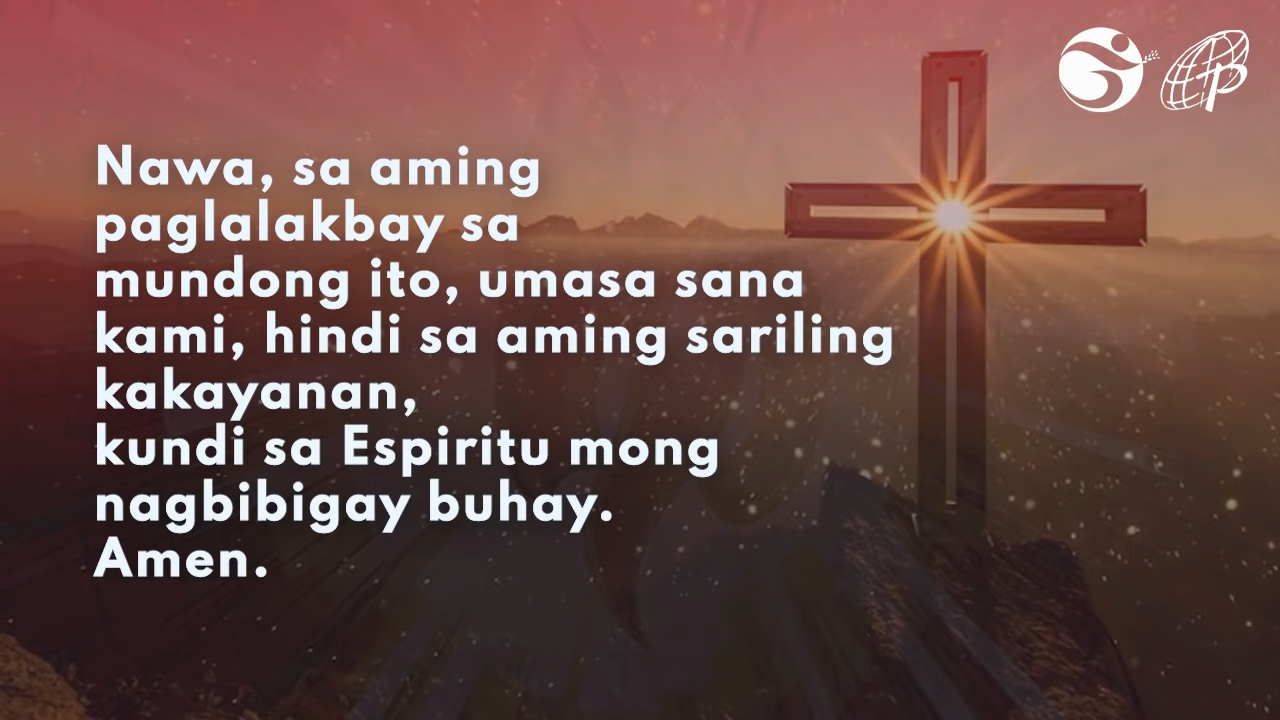 Nawa, sa aming
paglalakbay sa
mundong ito, umasa sana
kami, hindi sa aming sariling
kakayanan,
kundi sa Espiritu mong
nagbibigay buhay.
Amen.